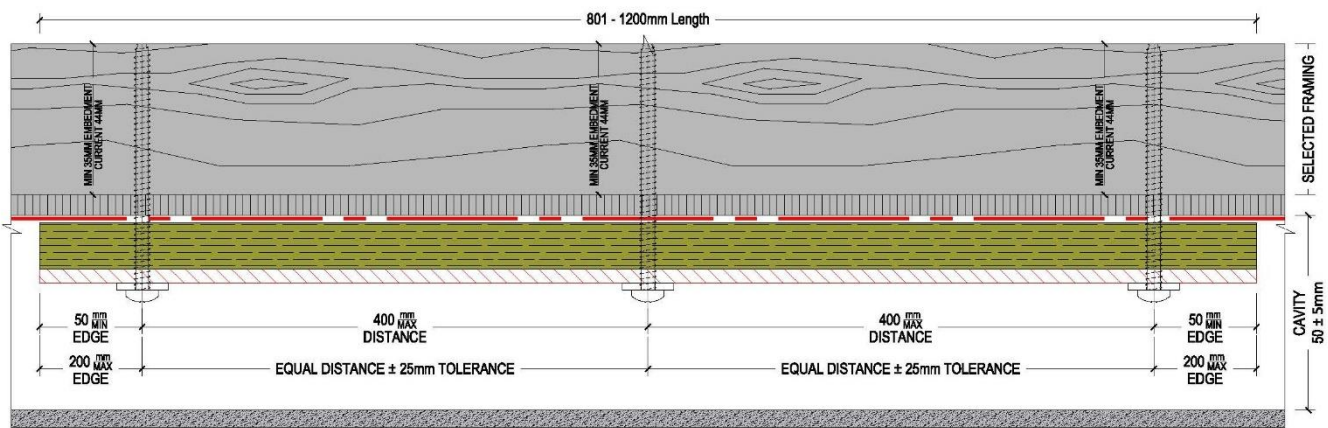 801 - 1200mm Length
MIN 35MM EMBEDMENT
CURRENT 44MM
MIN 35MM EMBEDMENT
CURRENT 44MM
MIN 35MM EMBEDMENT
CURRENT 44MM
SELECTED FRAMING
50 mm MIN
EDGE
400 mm MAX
DISTANCE
400 mm MAX
DISTANCE
50 mm MIN
EDGE
CAVITY
50 ± 5mm
200 mm MAX
EDGE
EQUAL DISTANCE ± 25mm TOLERANCE
EQUAL DISTANCE ± 25mm TOLERANCE
200 mm MAX
EDGE